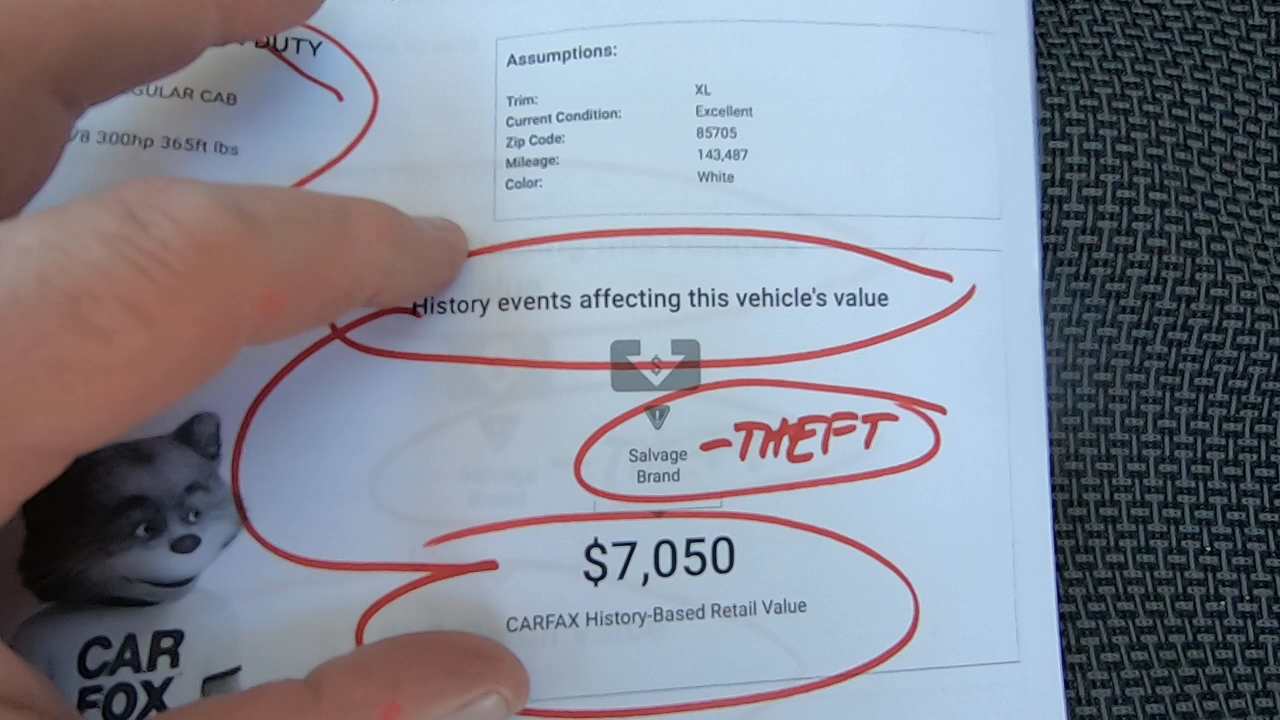 DUTY
GULAR CAB
V8 300hp 365ft lbs
Assumptions:
Trim: XL
Current Condition: Excellent
Zip Code: 85705
Mileage: 143,487
Color: White
History events affecting this vehicle's value
$
Salvage
Brand
-THEFT
$7,050
CARFAX History-Based Retail Value
CAR
FOX